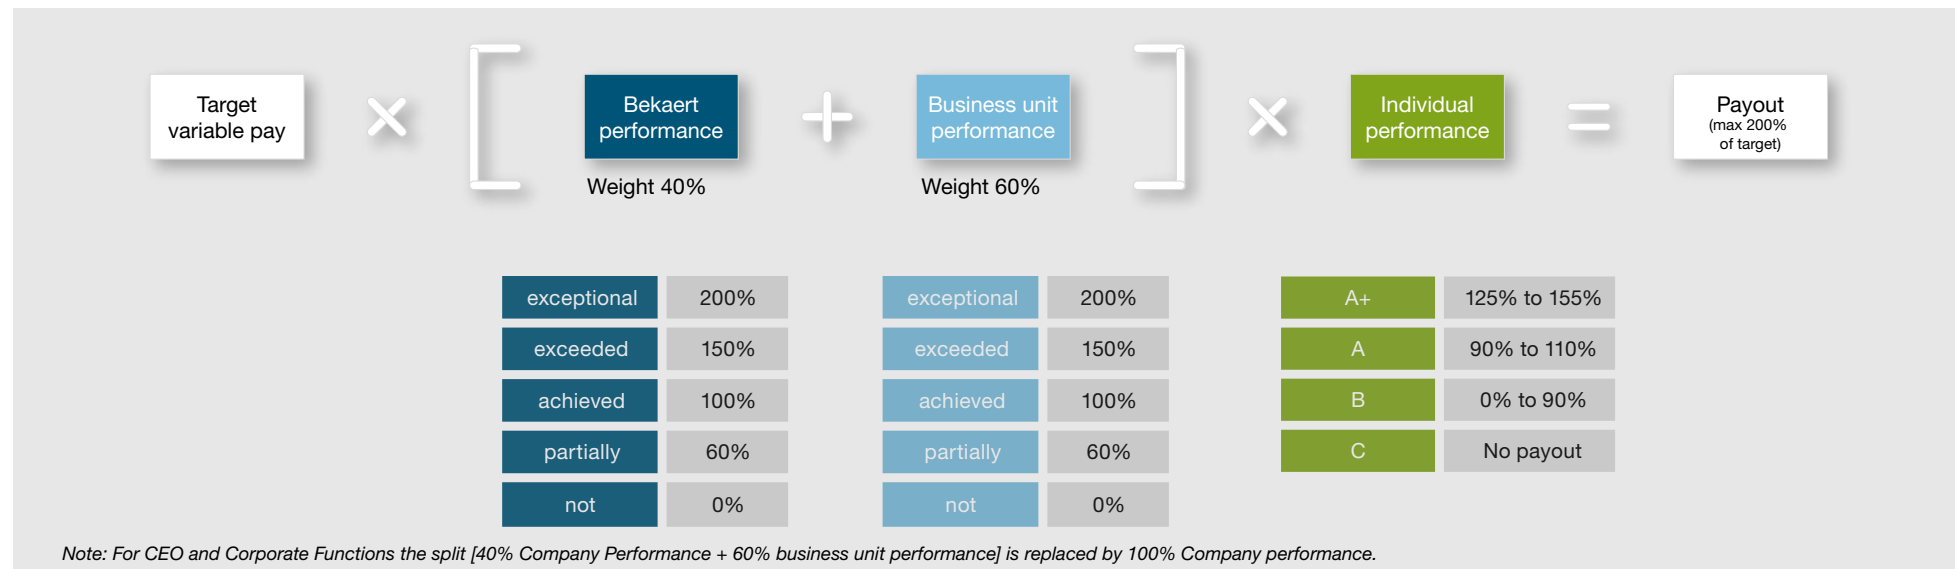 Target
variable pay
×
[
Bekaert
performance
Weight 40%
+
Business unit
performance
Weight 60%
]
×
Individual
performance
=
Payout
(max 200%
of target)
exceptional 200%
exceeded 150%
achieved 100%
partially 60%
not 0%
exceptional 200%
exceeded 150%
achieved 100%
partially 60%
not 0%
A+ 125% to 155%
A 90% to 110%
B 0% to 90%
C No payout
Note: For CEO and Corporate Functions the split [40% Company Performance + 60% business unit performance] is replaced by 100% Company performance.